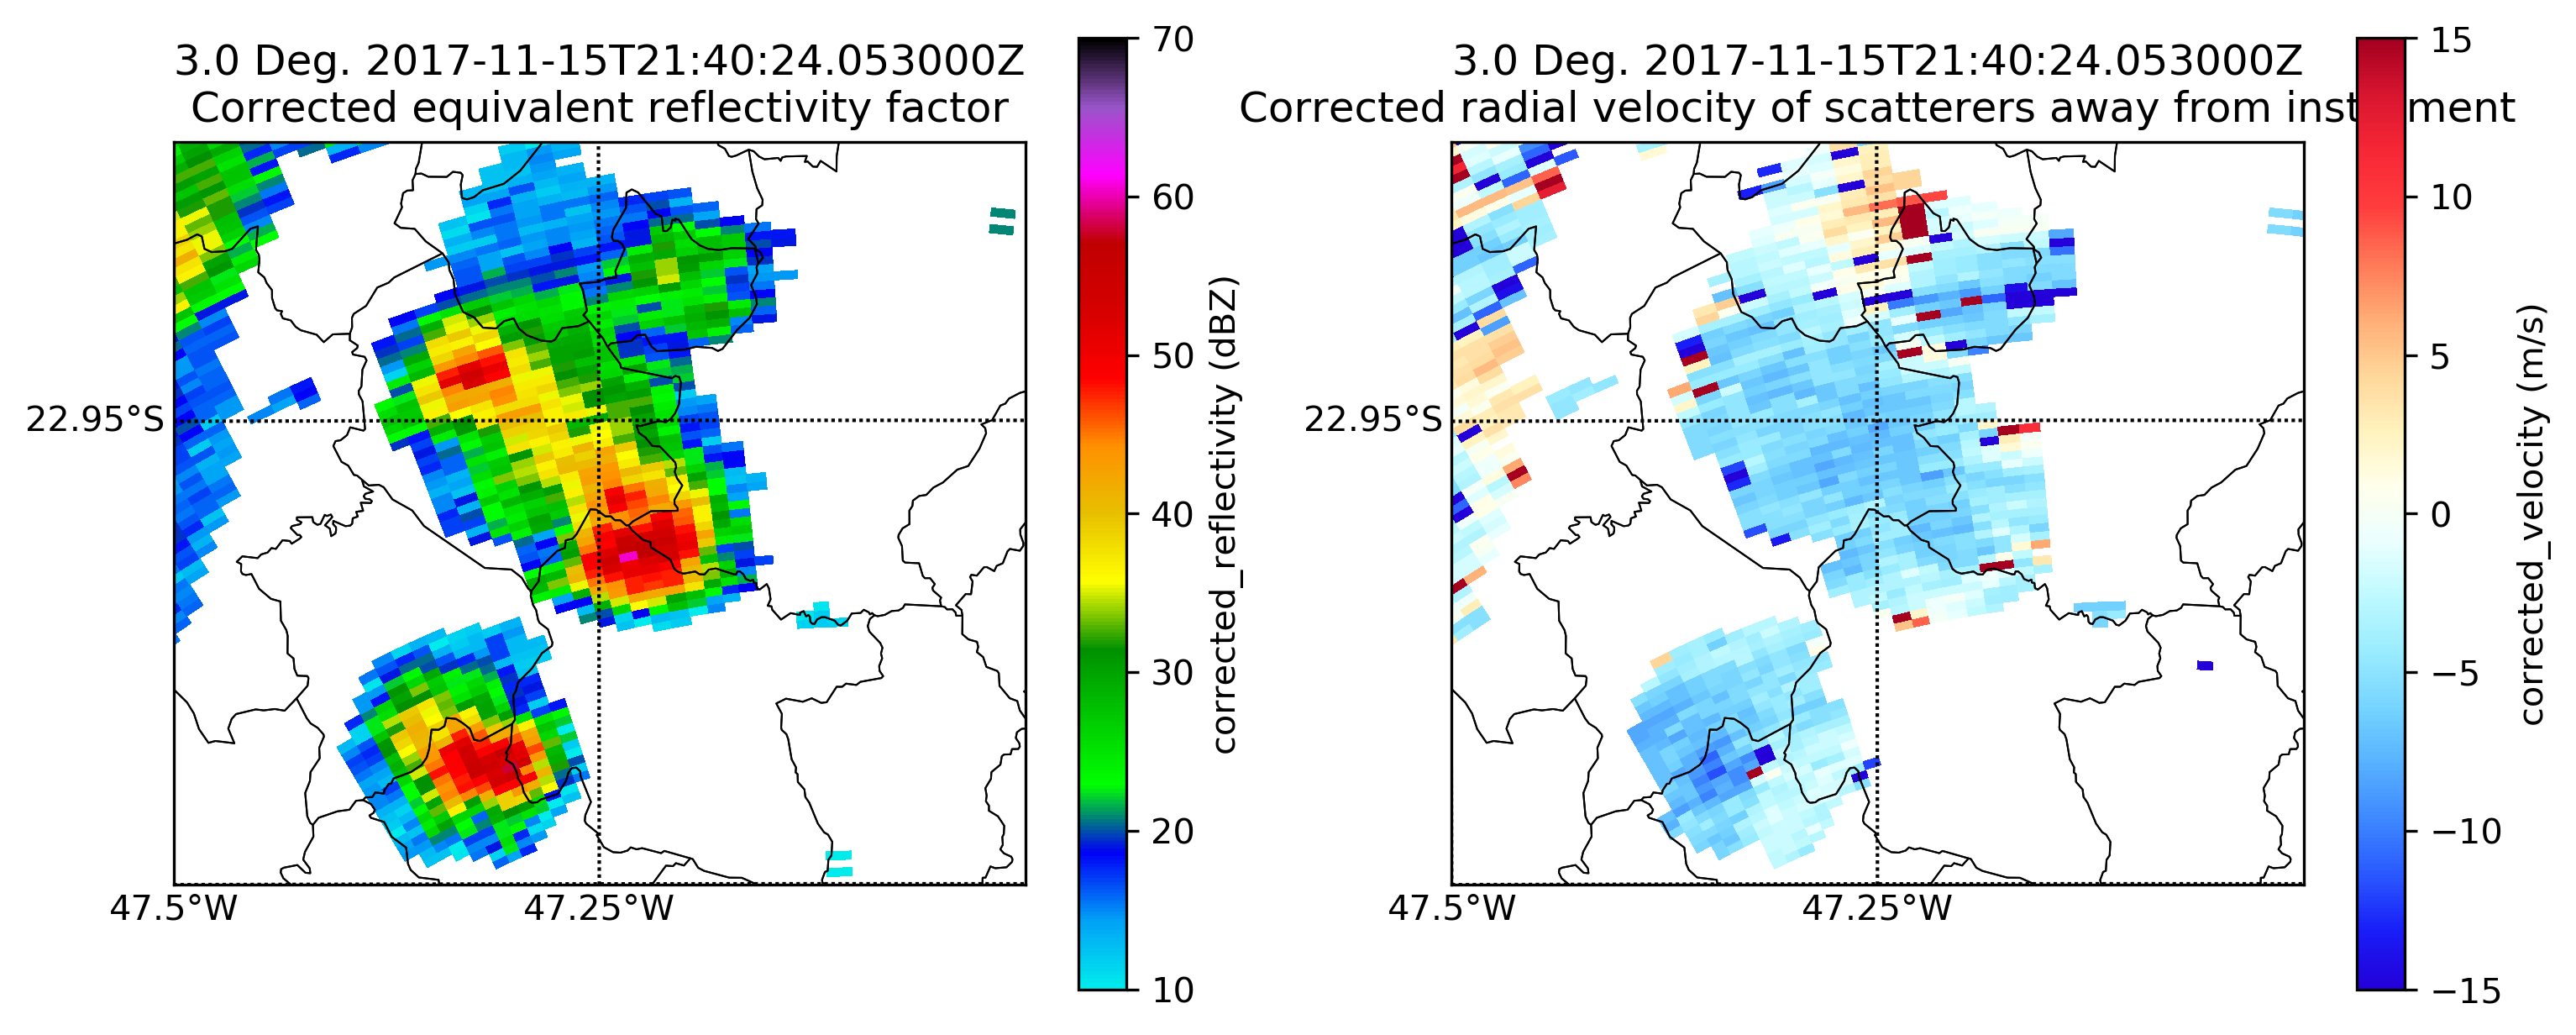 3.0 Deg. 2017-11-15T21:40:24.053000Z
Corrected equivalent reflectivity factor
22.95°S
47.5°W
47.25°W
70
60
50
40
30
20
10
corrected_reflectivity (dBZ)
3.0 Deg. 2017-11-15T21:40:24.053000Z
Corrected radial velocity of scatterers away from inst ment
22.95°S
47.5°W
47.25°W
15
10
5
0
−5
−10
−15
corrected_velocity (m/s)